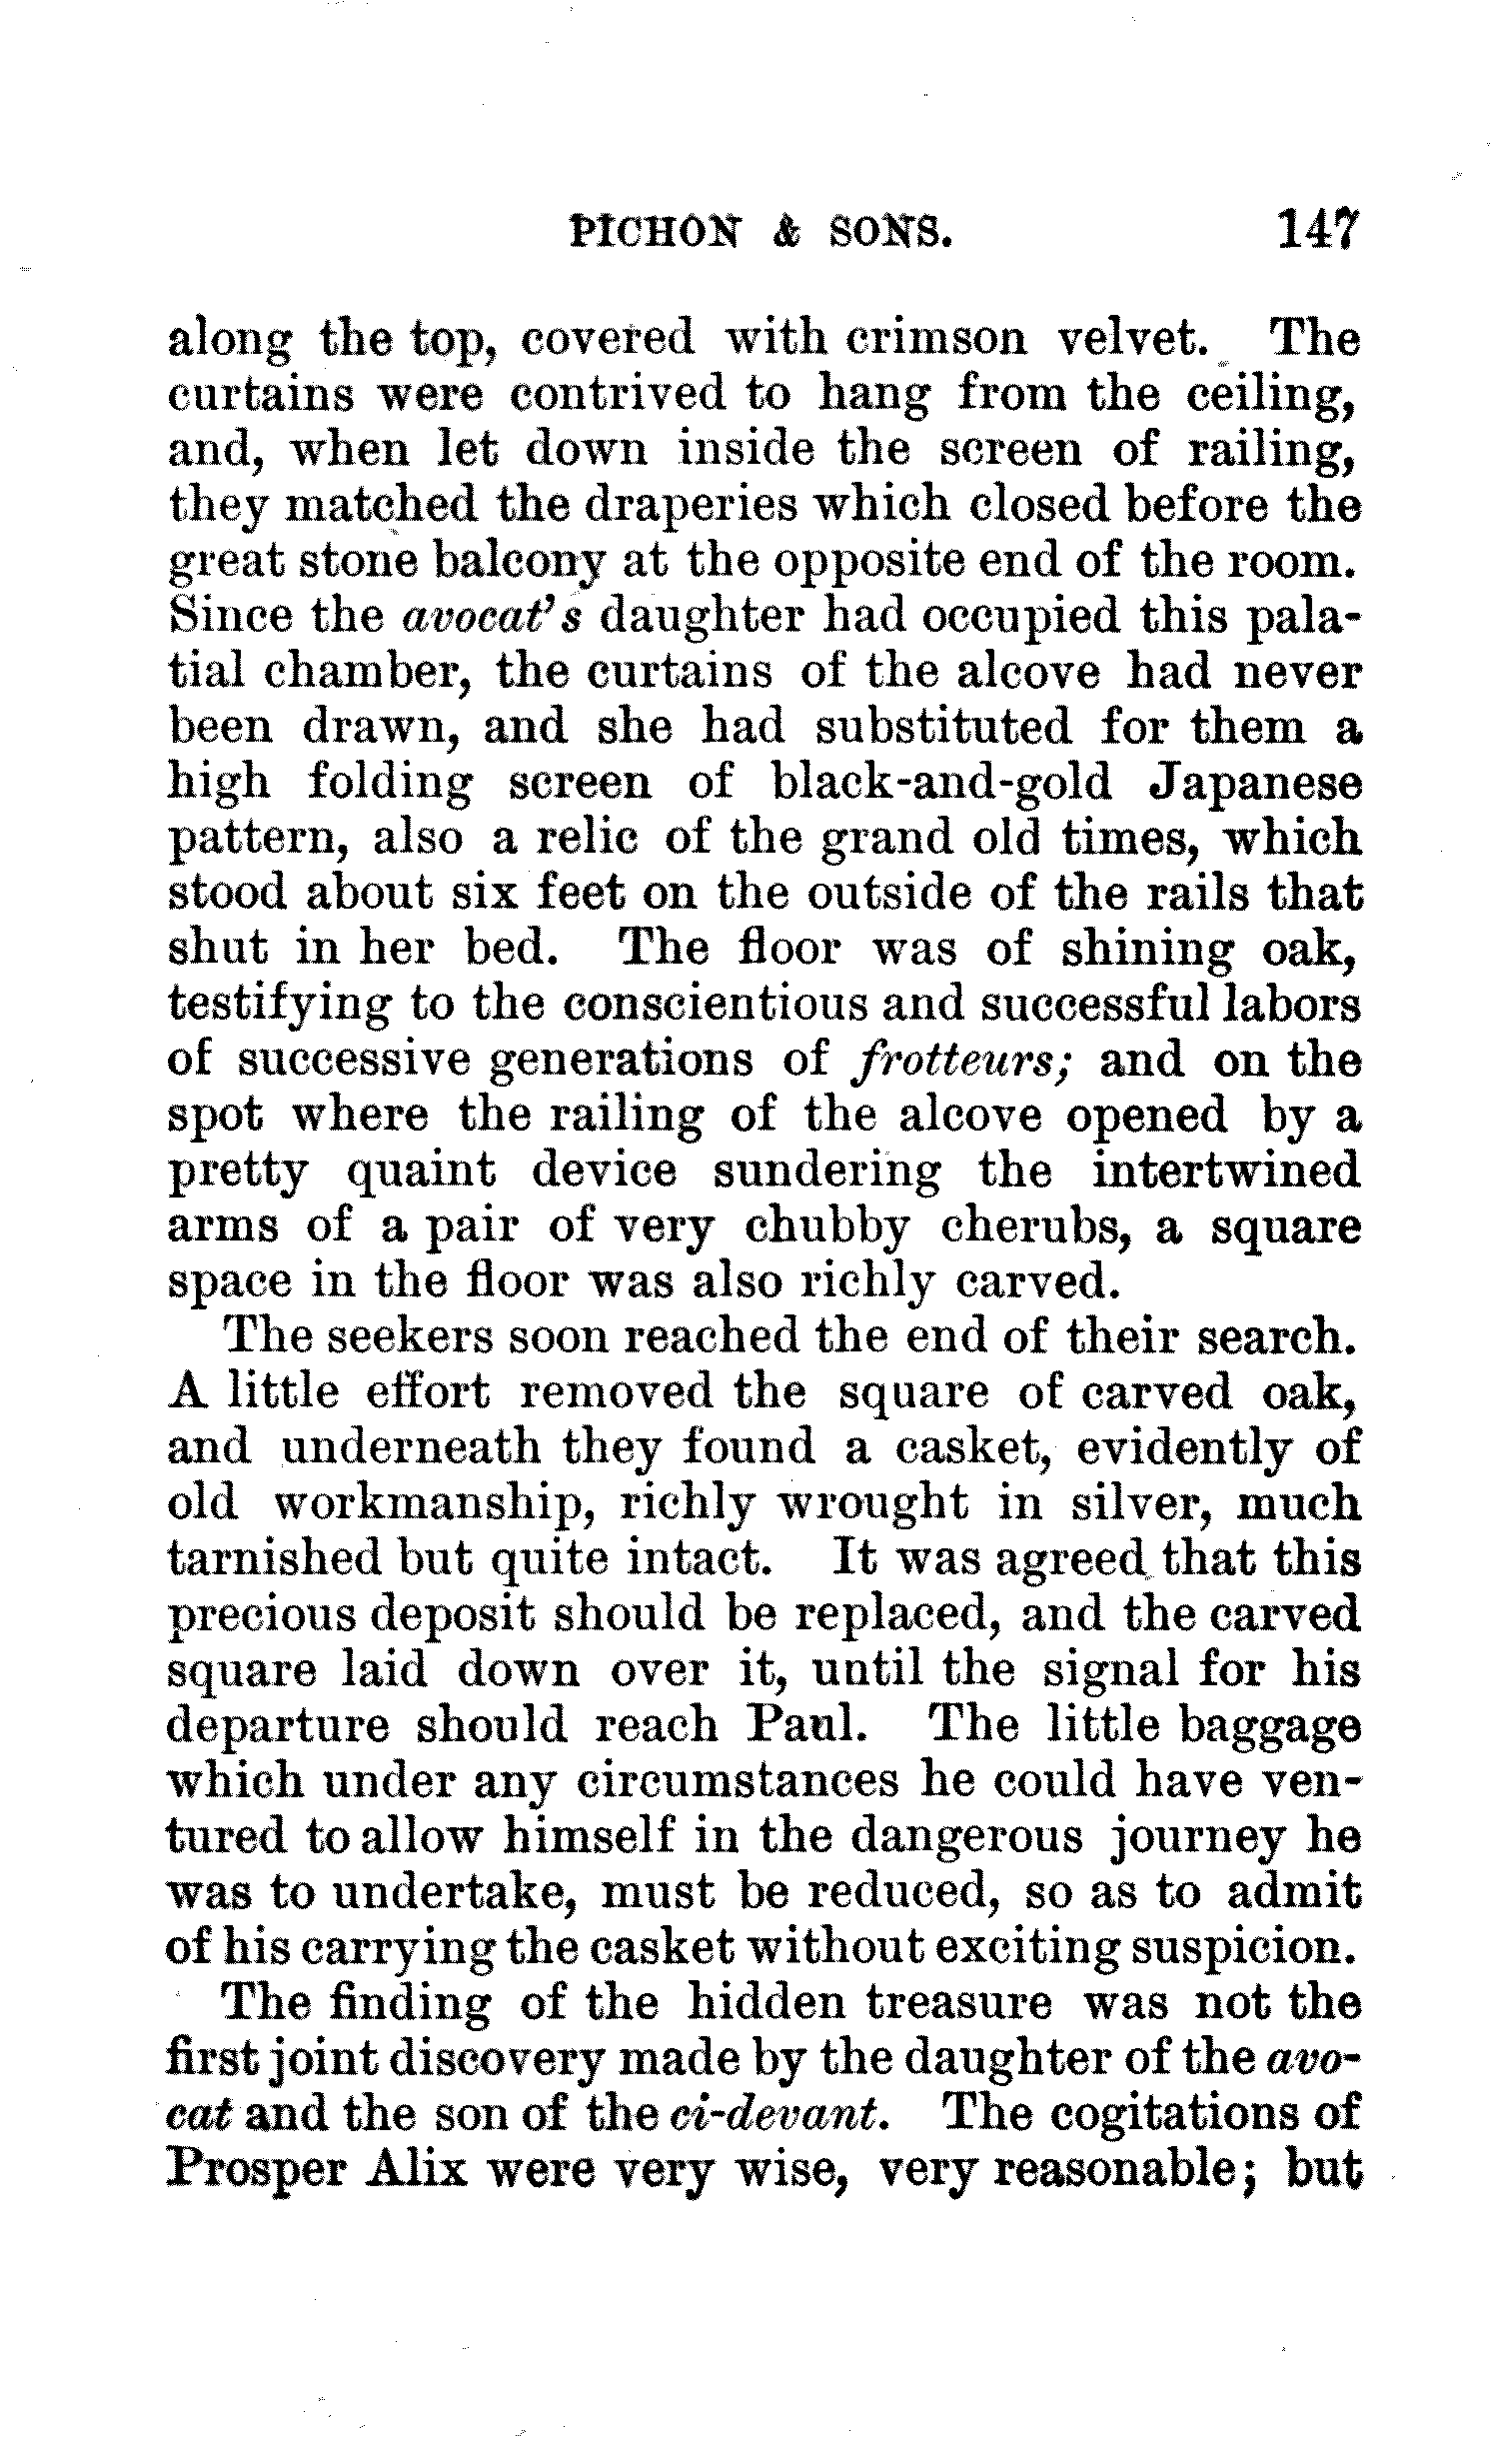 PICHON & SONS. 147
along the top, covered with crimson velvet. The
curtains were contrived to hang from the ceiling,
and, when let down inside the screen of railing,
they matched the draperies which closed before the
great stone balcony at the opposite end of the room.
Since the avocat's daughter had occupied this pala-
tial chamber, the curtains of the alcove had never
been drawn, and she had substituted for them a
high folding screen of black-and-gold Japanese
pattern, also a relic of the grand old times, which
stood about six feet on the outside of the rails that
shut in her bed. The floor was of shining oak,
testifying to the conscientious and successful labors
of successive generations of frotteurs; and on the
spot where the railing of the alcove opened by a
pretty quaint device sundering the intertwined
arms of a pair of very chubby cherubs, a square
space in the floor was also richly carved.
The seekers soon reached the end of their search.
A little effort removed the square of carved oak,
and underneath they found a casket, evidently of
old workmanship, richly wrought in silver, much
tarnished but quite intact. It was agreed that this
precious deposit should be replaced, and the carved
square laid down over it, until the signal for his
departure should reach Paul. The little baggage
which under any circumstances he could have ven-
tured to allow himself in the dangerous journey he
was to undertake, must be reduced, so as to admit
of his carrying the casket without exciting suspicion.
The finding of the hidden treasure was not the
first joint discovery made by the daughter of the avo-
cat and the son of the ci-devant. The cogitations of
Prosper Alix were very wise, very reasonable; but